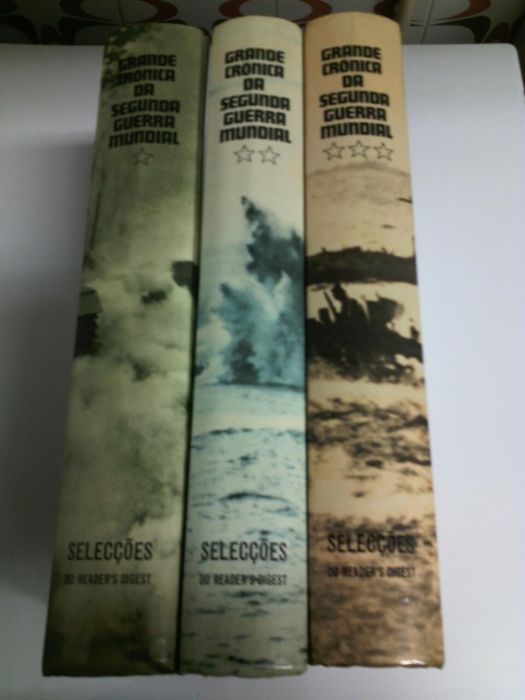 GRANDE
CRÓNICA
DA
SEGUNDA
GUERRA
MUNDIAL
SELECÇÕES
DO READER'S DIGEST
GRANDE
CRÓNICA
DA
SEGUNDA
GUERRA
MUNDIAL
SELECÇÕES
DO READER'S DIGEST
GRANDE
CRÓNICA
DA
SEGUNDA
GUERRA
MUNDIAL
SELECÇÕES
DO READER'S DIGEST